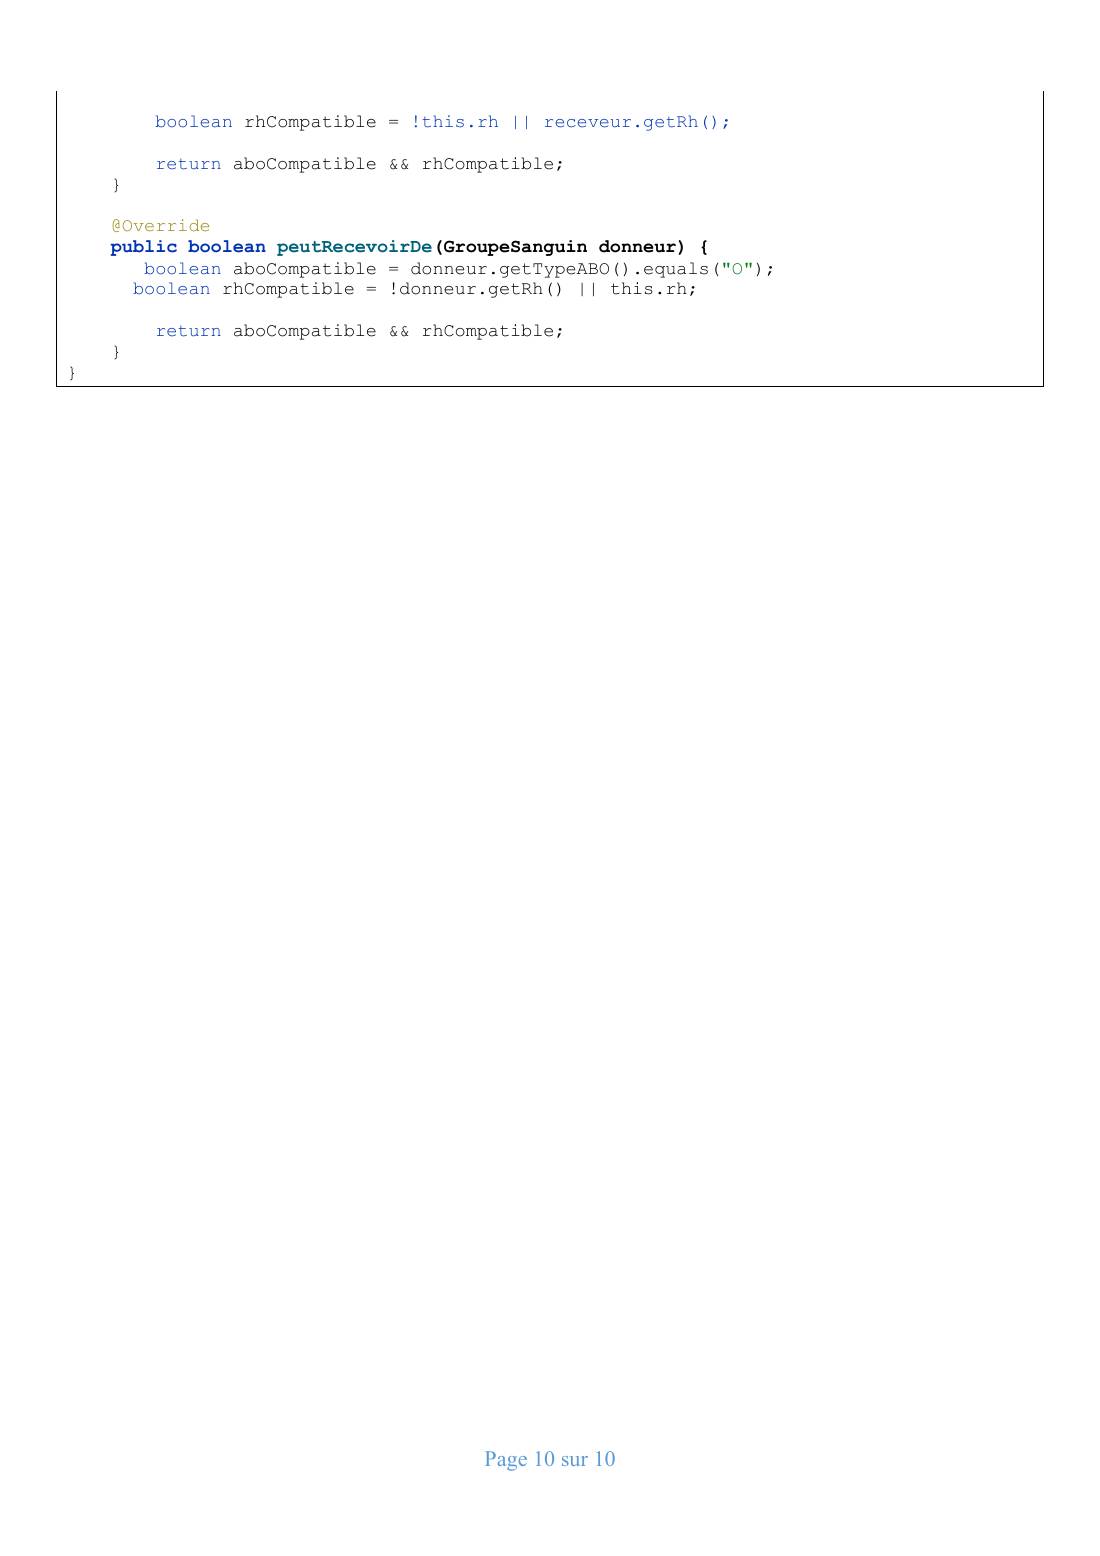 boolean rhCompatible = !this.rh || receveur.getRh();
return aboCompatible && rhCompatible;
}
@Override
public boolean peutRecevoirDe(GroupeSanguin donneur) {
boolean aboCompatible = donneur.getTypeABO().equals("O");
boolean rhCompatible = !donneur.getRh() || this.rh;
return aboCompatible && rhCompatible;
}
}
Page 10 sur 10